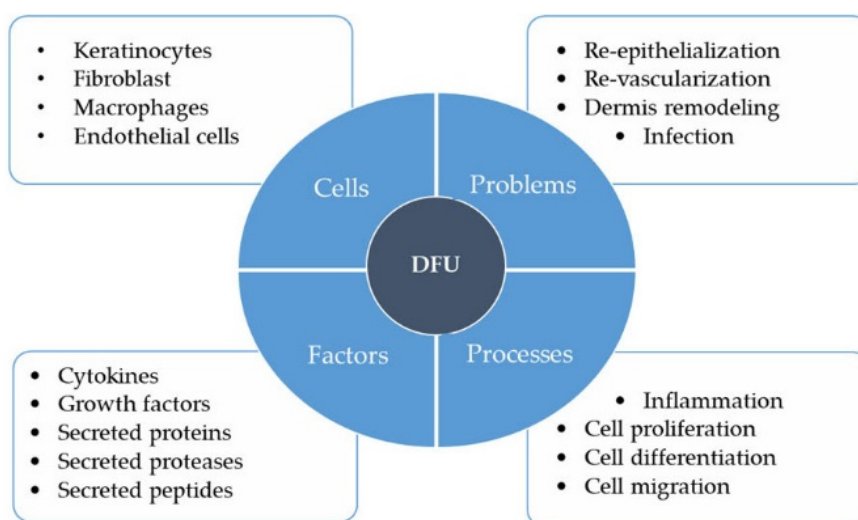 • Keratinocytes
• Fibroblast
• Macrophages
• Endothelial cells
• Re-epithelialization
• Re-vascularization
• Dermis remodeling
• Infection
Cells
Problems
DFU
Factors
Processes
• Cytokines
• Growth factors
• Secreted proteins
• Secreted proteases
• Secreted peptides
• Inflammation
• Cell proliferation
• Cell differentiation
• Cell migration